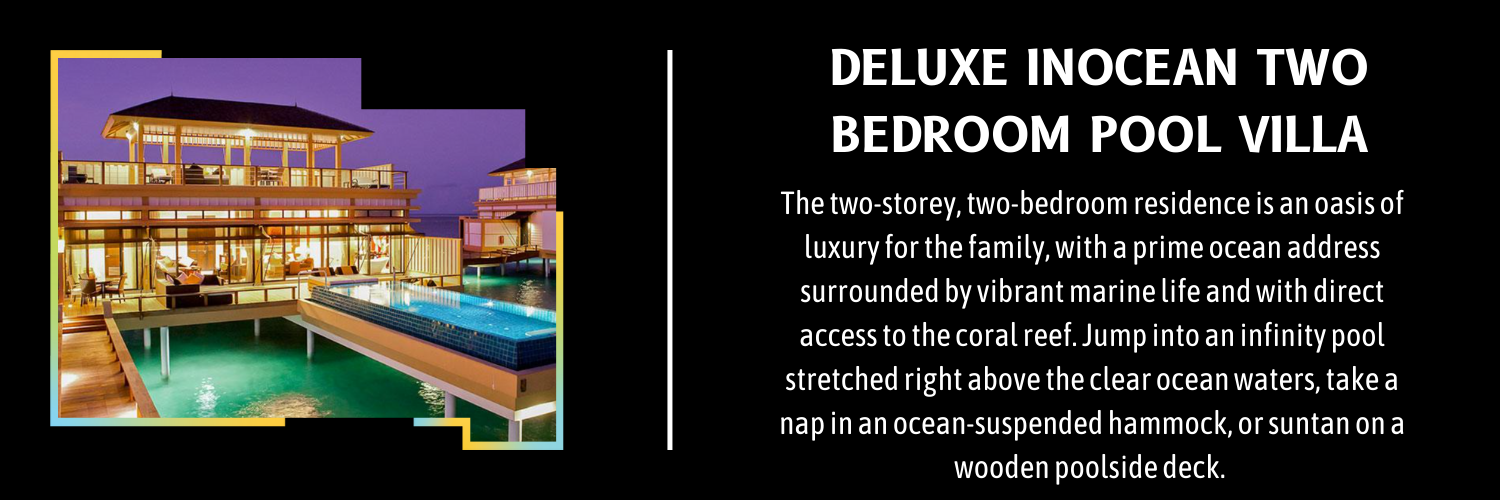 DELUXE INOCEAN TWO
BEDROOM POOL VILLA
The two-storey, two-bedroom residence is an oasis of
luxury for the family, with a prime ocean address
surrounded by vibrant marine life and with direct
access to the coral reef. Jump into an infinity pool
stretched right above the clear ocean waters, take a
nap in an ocean-suspended hammock, or suntan on a
wooden poolside deck.